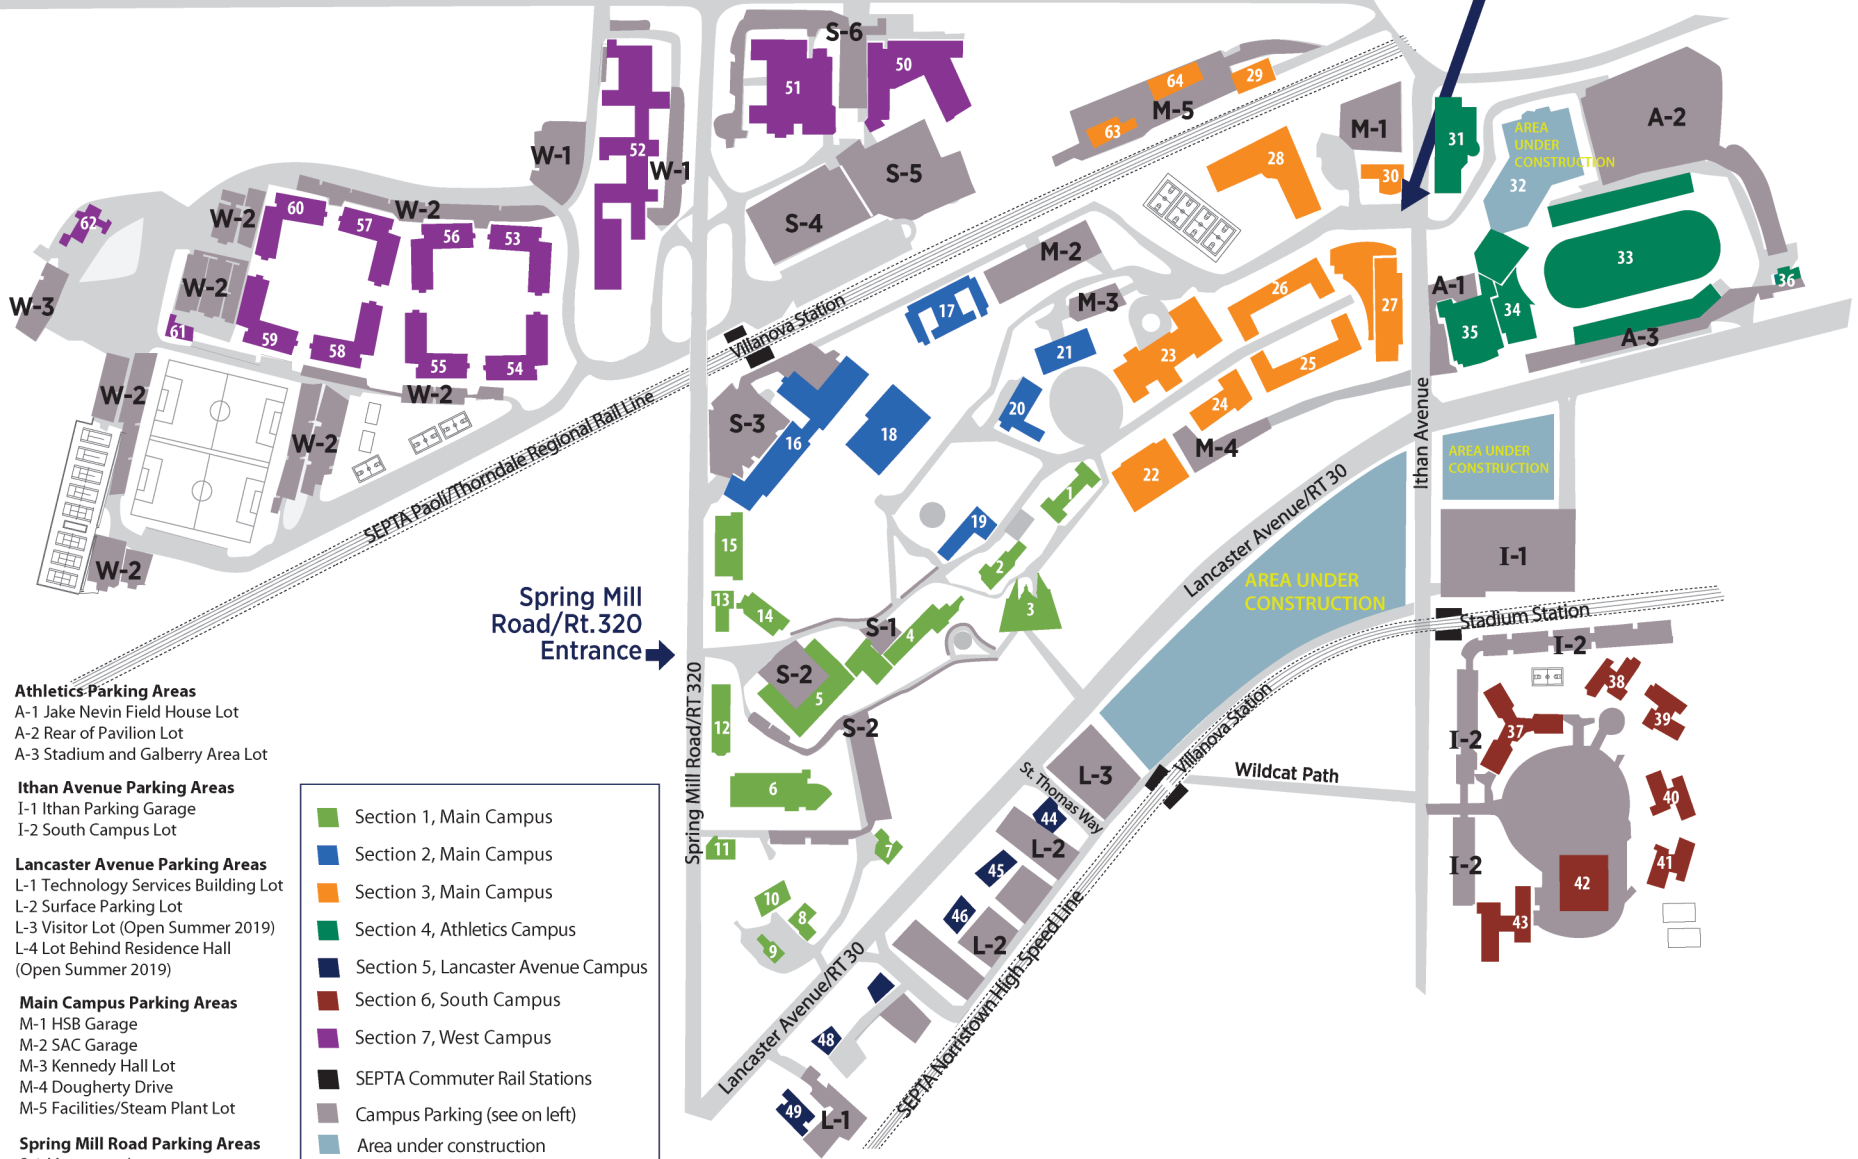 S-6
50
51
64
29
M-5
63
M-1
31
AREA
UNDER
CONSTRUCTION
32
A-2
W-1
52
W-1
S-5
28
30
S-4
62
W-2
60
57
W-2
56
53
M-2
33
W-3
W-2
61
59
58
55
54
W-2
17
M-3
26
27
A-1
34
35
36
A-3
Villanova Station
21
23
25
24
20
W-2
W-2
S-3
16
18
M-4
22
1
Ithan Avenue
AREA UNDER
CONSTRUCTION
SEPTA Paoli/Thorndale Regional Rail Line
Lancaster Avenue/RT 30
15
19
2
W-2
I-1
AREA UNDER
CONSTRUCTION
Spring Mill
Road/Rt.320
Entrance
13
14
S-1
4
3
Stadium Station
I-2
S-2
5
12
S-2
Spring Mill Road/RT 320
38
39
37
I-2
Villanova Station
Wildcat Path
L-3
St. Thomas Way
6
11
7
44
L-2
45
40
41
I-2
42
43
10
8
9
46
L-2
Lancaster Avenue/RT 30
48
49
L-1
SEPTA Norristown High Speed Line
Athletics Parking Areas
A-1 Jake Nevin Field House Lot
A-2 Rear of Pavilion Lot
A-3 Stadium and Galberry Area Lot
Ithan Avenue Parking Areas
I-1 Ithan Parking Garage
I-2 South Campus Lot
Lancaster Avenue Parking Areas
L-1 Technology Services Building Lot
L-2 Surface Parking Lot
L-3 Visitor Lot (Open Summer 2019)
L-4 Lot Behind Residence Hall
(Open Summer 2019)
Main Campus Parking Areas
M-1 HSB Garage
M-2 SAC Garage
M-3 Kennedy Hall Lot
M-4 Dougherty Drive
M-5 Facilities/Steam Plant Lot
Spring Mill Road Parking Areas
Section 1, Main Campus
Section 2, Main Campus
Section 3, Main Campus
Section 4, Athletics Campus
Section 5, Lancaster Avenue Campus
Section 6, South Campus
Section 7, West Campus
SEPTA Commuter Rail Stations
Campus Parking (see on left)
Area under construction